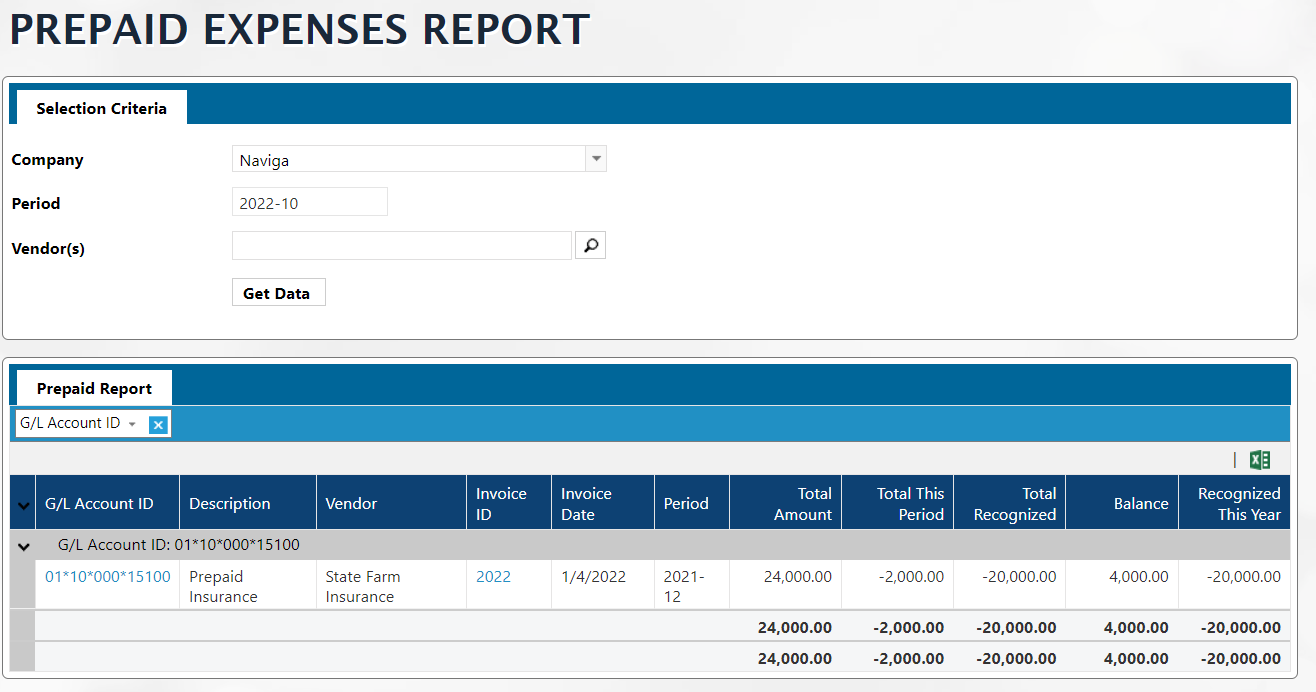 PREPAID EXPENSES REPORT
Selection Criteria
Company
Naviga
Period
2022-10
Vendor(s)
Get Data
Prepaid Report
G/L Account ID
G/L Account ID Description Vendor Invoice ID Invoice Date Period Total Amount Total This Period Total Recognized Balance Recognized This Year
G/L Account ID: 01*10*000*15100
01*10*000*15100 Prepaid Insurance State Farm Insurance 2022 1/4/2022 2021-12 24,000.00 -2,000.00 -20,000.00 4,000.00 -20,000.00
24,000.00 -2,000.00 -20,000.00 4,000.00 -20,000.00
24,000.00 -2,000.00 -20,000.00 4,000.00 -20,000.00